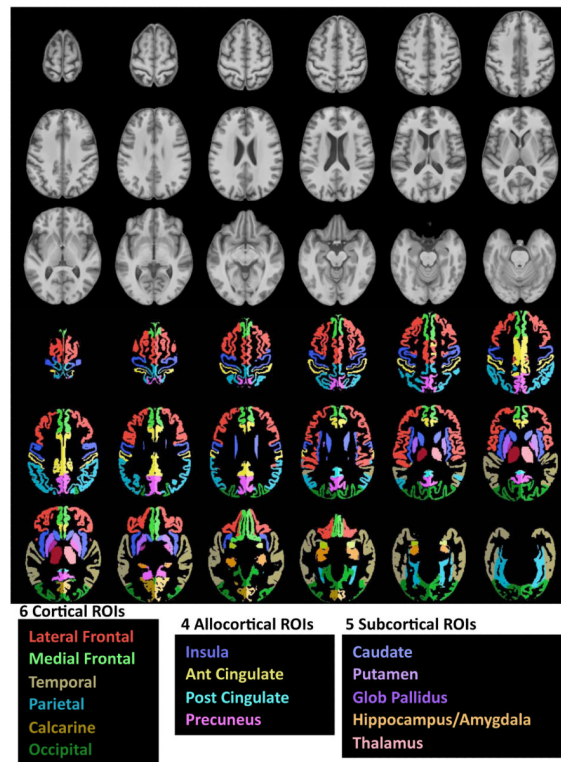 6 Cortical ROIs
Lateral Frontal
Medial Frontal
Temporal
Parietal
Calcarine
Occipital
4 Allocortical ROIs
Insula
Ant Cingulate
Post Cingulate
Precuneus
5 Subcortical ROIs
Caudate
Putamen
Glob Pallidus
Hippocampus/Amygdala
Thalamus